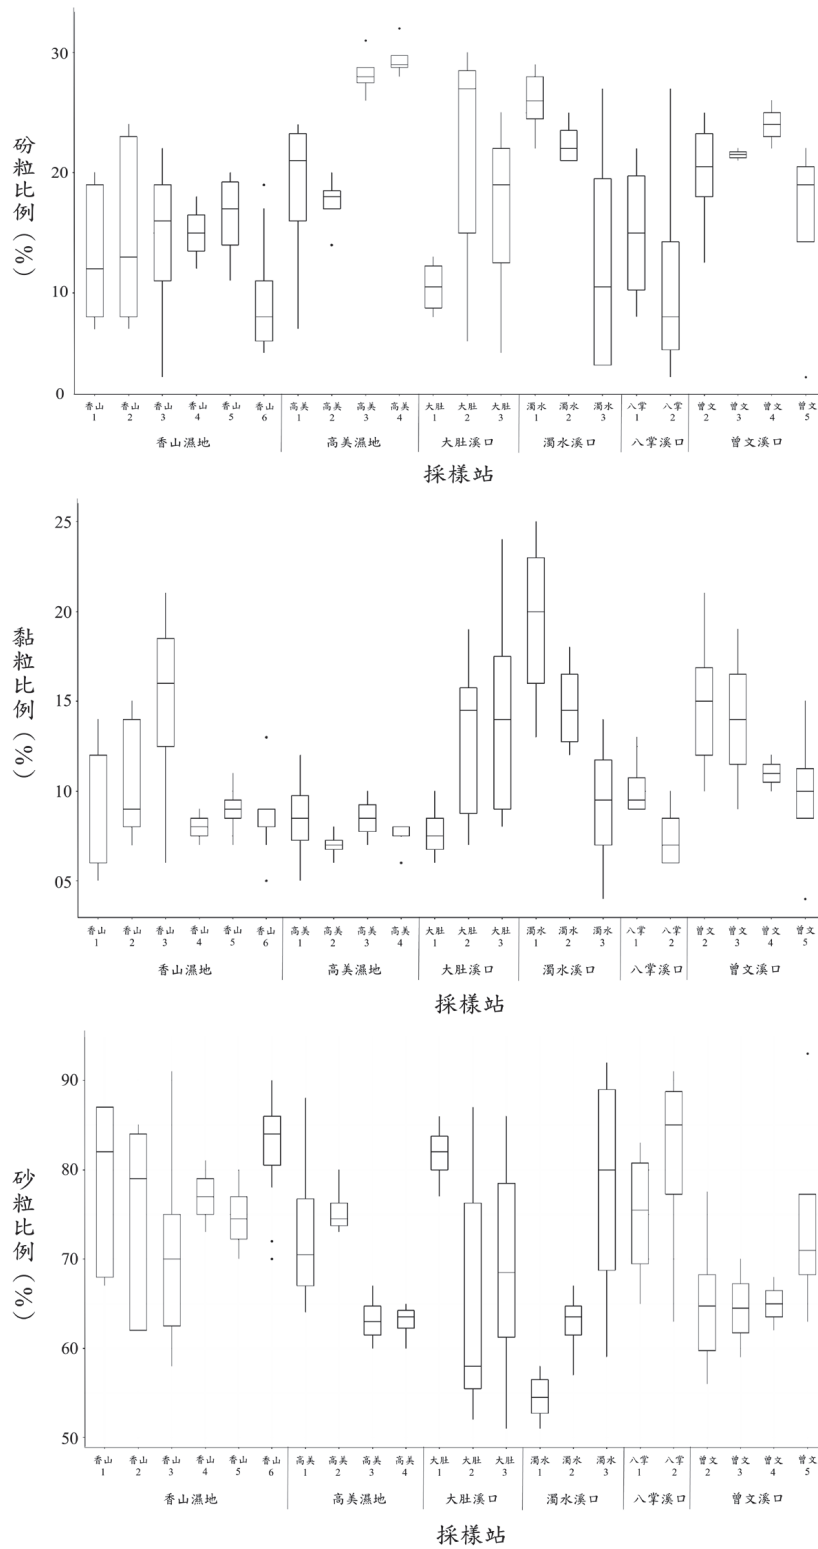 砏粒比例(%)
30
20
10
0
香山 香山 香山 香山 香山 香山 高美 高美 高美 高美 大肚 大肚 大肚 濁水 濁水 濁水 八掌 八掌 曾文 曾文 曾文 曾文
1 2 3 4 5 6 1 2 3 4 1 2 3 1 2 3 1 2 2 3 4 5
香山濕地 高美濕地 大肚溪口 濁水溪口 八掌溪口 曾文溪口
採樣站
黏粒比例(%)
25
20
15
10
05
香山 香山 香山 香山 香山 香山 高美 高美 高美 高美 大肚 大肚 大肚 濁水 濁水 濁水 八掌 八掌 曾文 曾文 曾文 曾文
1 2 3 4 5 6 1 2 3 4 1 2 3 1 2 3 1 2 2 3 4 5
香山濕地 高美濕地 大肚溪口 濁水溪口 八掌溪口 曾文溪口
採樣站
砂粒比例(%)
90
80
70
60
50
香山 香山 香山 香山 香山 香山 高美 高美 高美 高美 大肚 大肚 大肚 濁水 濁水 濁水 八掌 八掌 曾文 曾文 曾文 曾文
1 2 3 4 5 6 1 2 3 4 1 2 3 1 2 3 1 2 2 3 4 5
香山濕地 高美濕地 大肚溪口 濁水溪口 八掌溪口 曾文溪口
採樣站